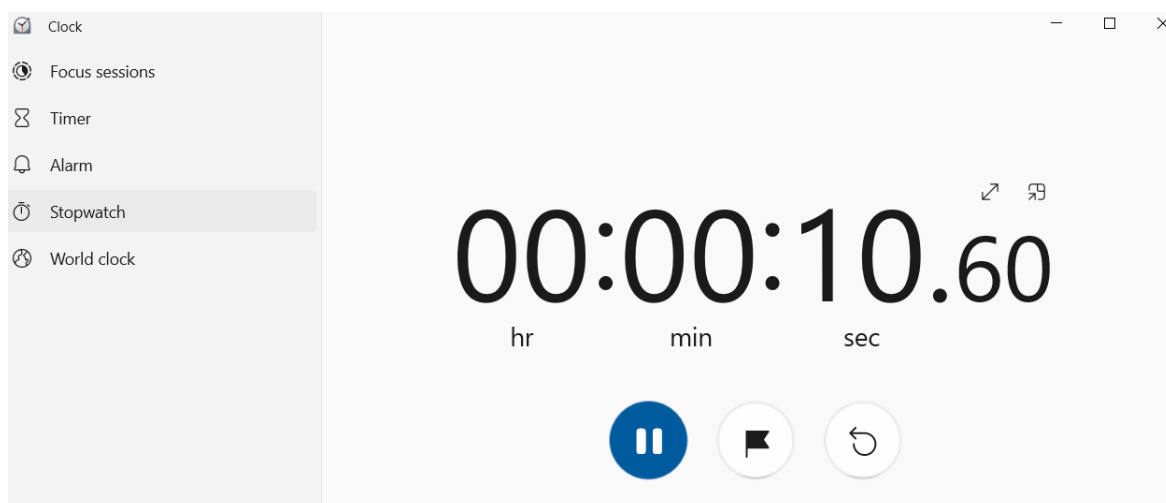 Clock
Focus sessions
Timer
Alarm
Stopwatch
World clock
00:00:10.60
hr min sec